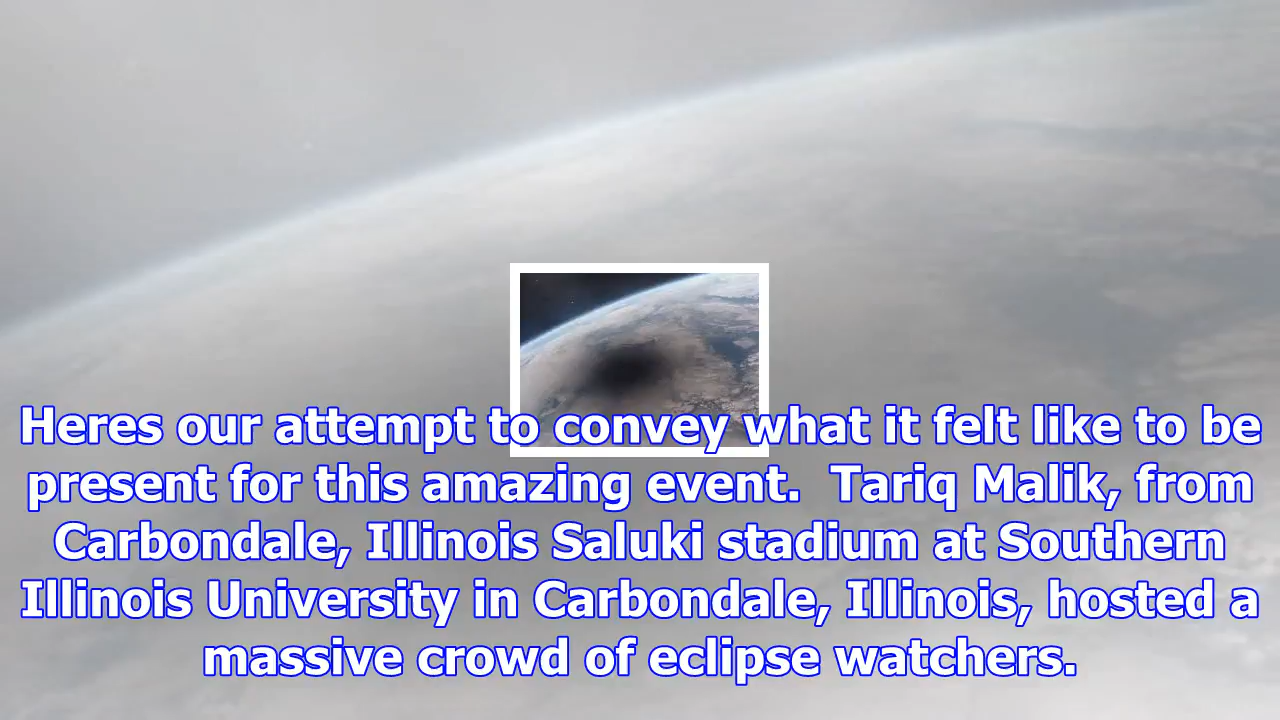 Heres our attempt to convey what it felt like to be
present for this amazing event.  Tariq Malik, from
Carbondale, Illinois Saluki stadium at Southern
Illinois University in Carbondale, Illinois, hosted a
massive crowd of eclipse watchers.